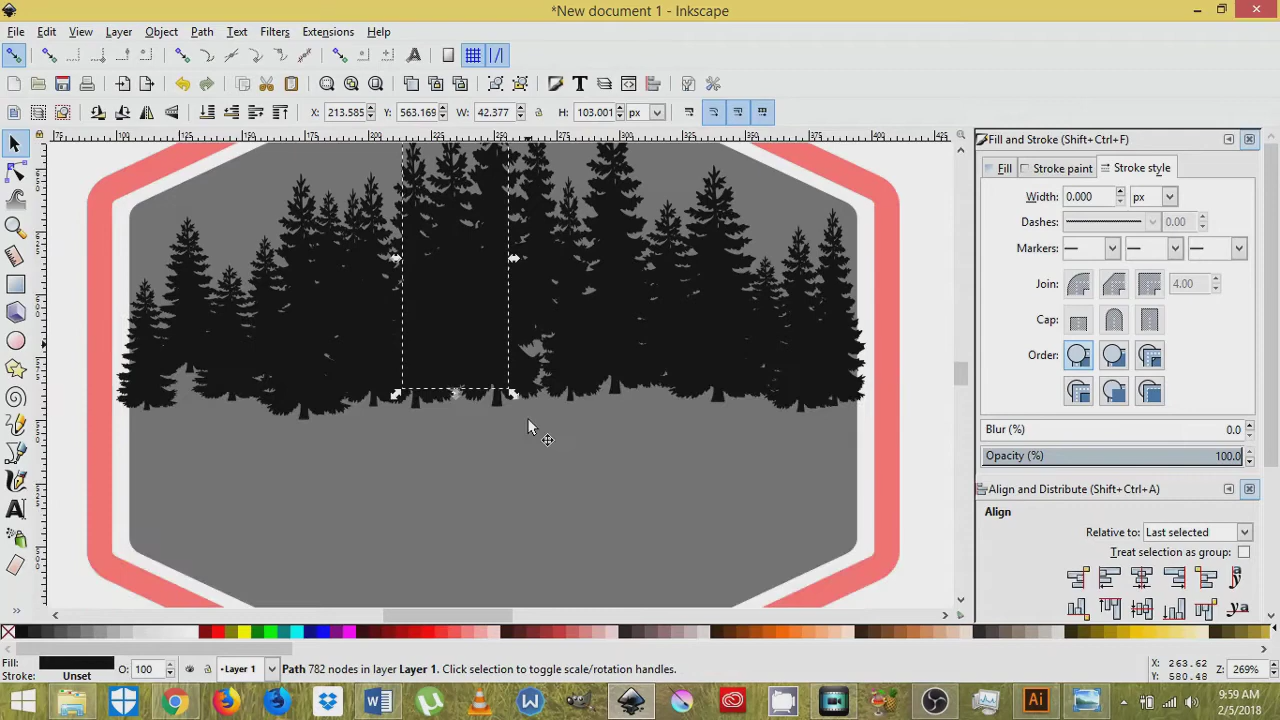 *New document 1 - Inkscape
File Edit View Layer Object Path Text Filters Extensions Help
X: 213.585 Y: 563.169 W: 42.377 H: 103.001 px
Fill and Stroke (Shift+Ctrl+F)
Fill Stroke paint Stroke style
Width: 0.000 px
Dashes: 0.00
Markers:
Join: 4.00
Cap:
Order:
Blur (%) 0.0
Opacity (%) 100.0
Align and Distribute (Shift+Ctrl+A)
Align
Relative to: Last selected
Treat selection as group:
Fill:
Stroke: Unset
O: 100
Layer 1
Path 782 nodes in layer Layer 1. Click selection to toggle scale/rotation handles.
X: 263.62
Y: 580.48
Z: 269%
9:59 AM
2/5/2018